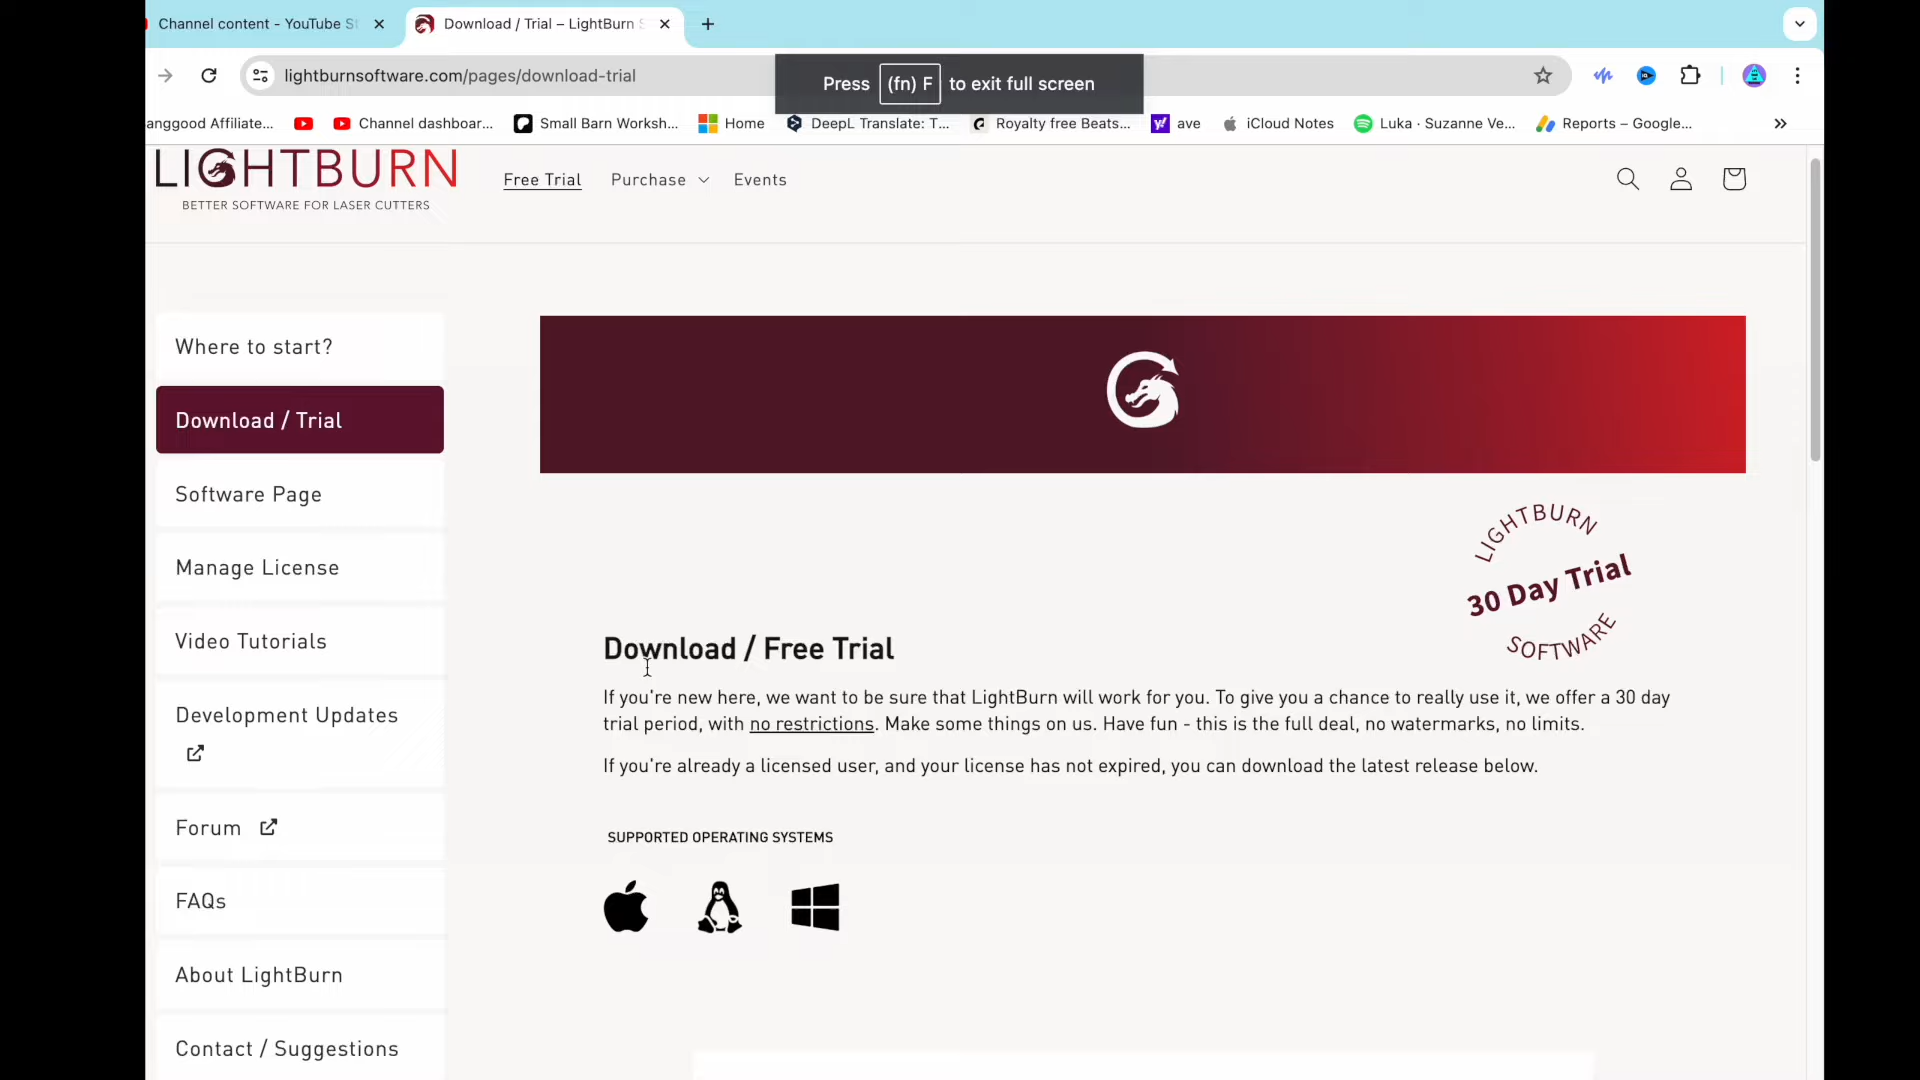 Channel content - YouTube St
Download / Trial – LightBurn S
lightburnsoftware.com/pages/download-trial
Press (fn) F to exit full screen
anggood Affiliate...
Channel dashboar...
Small Barn Worksh...
Home
DeepL Translate: T...
Royalty free Beats...
ave
iCloud Notes
Luka · Suzanne Ve...
Reports – Google...
LIGHTBURN
BETTER SOFTWARE FOR LASER CUTTERS
Free Trial
Purchase
Events
Where to start?
Download / Trial
Software Page
Manage License
Video Tutorials
Development Updates
Forum
FAQs
About LightBurn
Contact / Suggestions
LIGHTBURN
30 Day Trial
SOFTWARE
Download / Free Trial
If you're new here, we want to be sure that LightBurn will work for you. To give you a chance to really use it, we offer a 30 day
trial period, with no restrictions. Make some things on us. Have fun - this is the full deal, no watermarks, no limits.
If you're already a licensed user, and your license has not expired, you can download the latest release below.
SUPPORTED OPERATING SYSTEMS